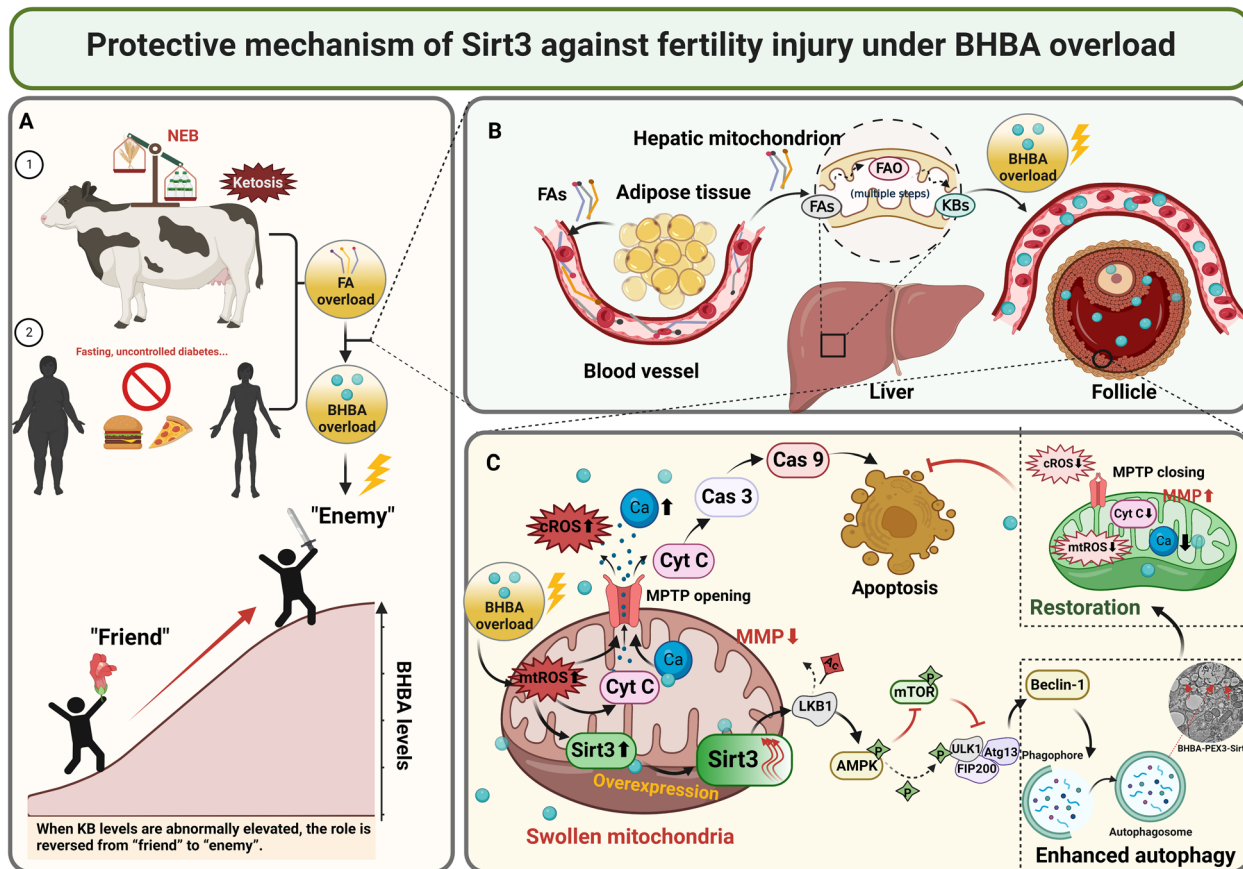 Protective mechanism of Sirt3 against fertility injury under BHBA overload
A
1
NEB
Ketosis
FA
overload
2
Fasting, uncontrolled diabetes...
BHBA
overload
"Enemy"
"Friend"
BHBA levels
When KB levels are abnormally elevated, the role is
reversed from “friend” to “enemy”.
B
Hepatic mitochondrion
FAs
Adipose tissue
FAO
(multiple steps)
FAs
KBs
BHBA
overload
Blood vessel
Liver
Follicle
C
Cas 9
Cas 3
Ca
cROS
Cyt C
MPTP opening
Apoptosis
BHBA
overload
MMP
mtROS
Ca
Cyt C
Sirt3
Sirt3
Overexpression
Swollen mitochondria
Ac
LKB1
AMPK
P
P
mTOR
P
P
ULK1
Atg13
FIP200
cROS
MPTP closing
MMP
Cyt C
mtROS
Ca
Restoration
Beclin-1
BHBA-PEX3-Sirt
Phagophore
Autophagosome
Enhanced autophagy